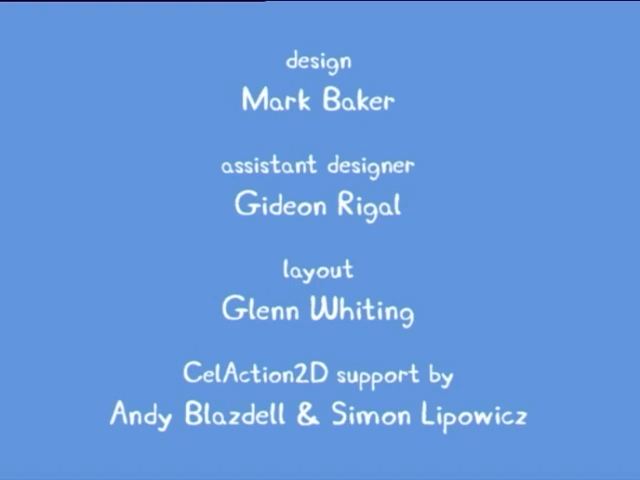 design
Mark Baker
assistant designer
Gideon Rigal
layout
Glenn Whiting
CelAction2D support by
Andy Blazdell & Simon Lipowicz